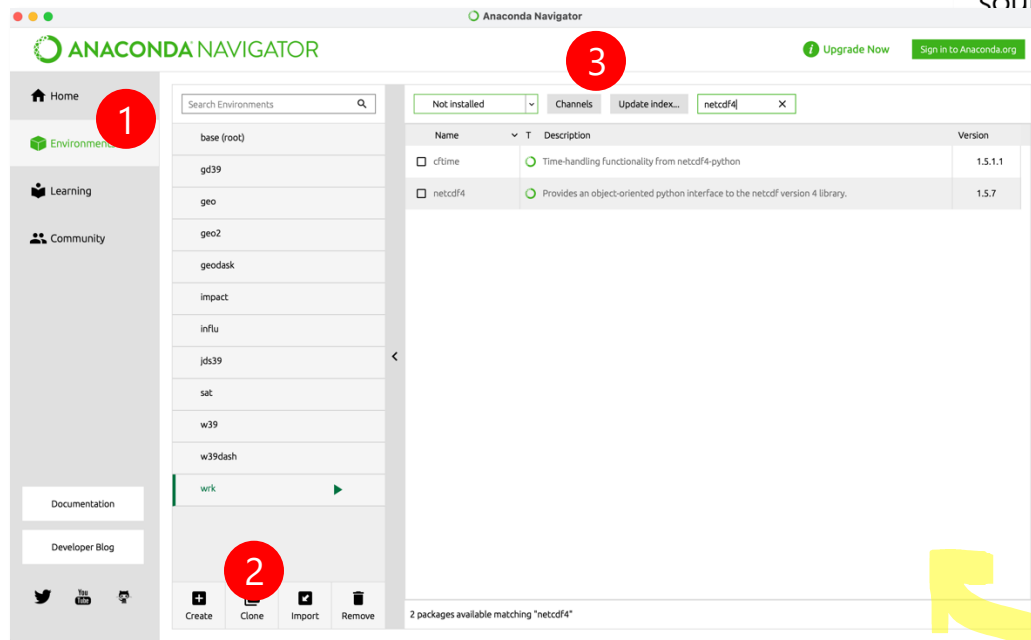 Anaconda Navigator
ANACONDA NAVIGATOR
Upgrade Now
Sign in to Anaconda.org
3
1
Home
Environments
Learning
Community
Documentation
Developer Blog
You
Tube
Search Environments
base (root)
gd39
geo
geo2
geodask
impact
influ
jds39
sat
w39
w39dash
wrk
2
Create
Clone
Import
Remove
Not installed
Channels
Update index...
netcdf4
X
Name
T
Description
Version
cftime
Time-handling functionality from netcdf4-python
1.5.1.1
netcdf4
Provides an object-oriented python interface to the netcdf version 4 library.
1.5.7
2 packages available matching "netcdf4"